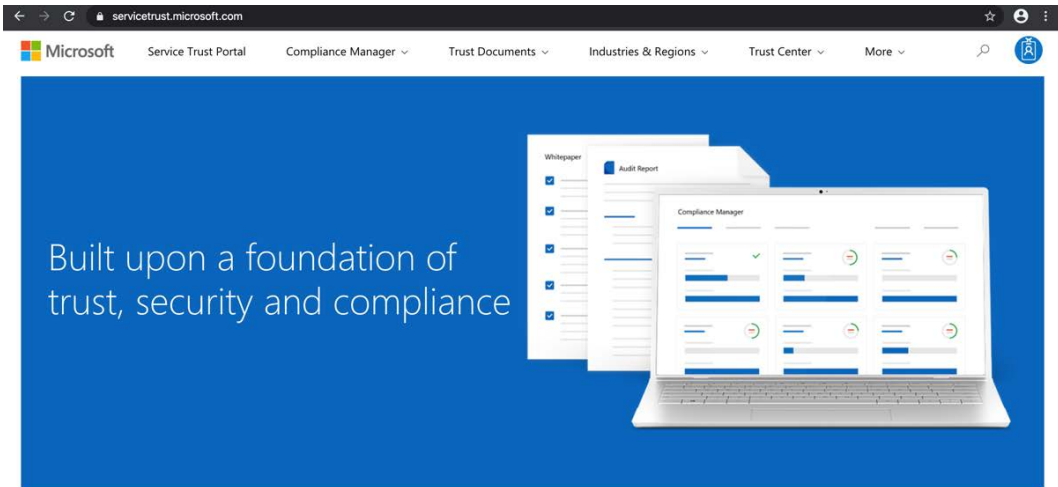 servicetrust.microsoft.com
Microsoft Service Trust Portal Compliance Manager Trust Documents Industries & Regions Trust Center More
Whitepaper
Audit Report
Compliance Manager
Built upon a foundation of
trust, security and compliance